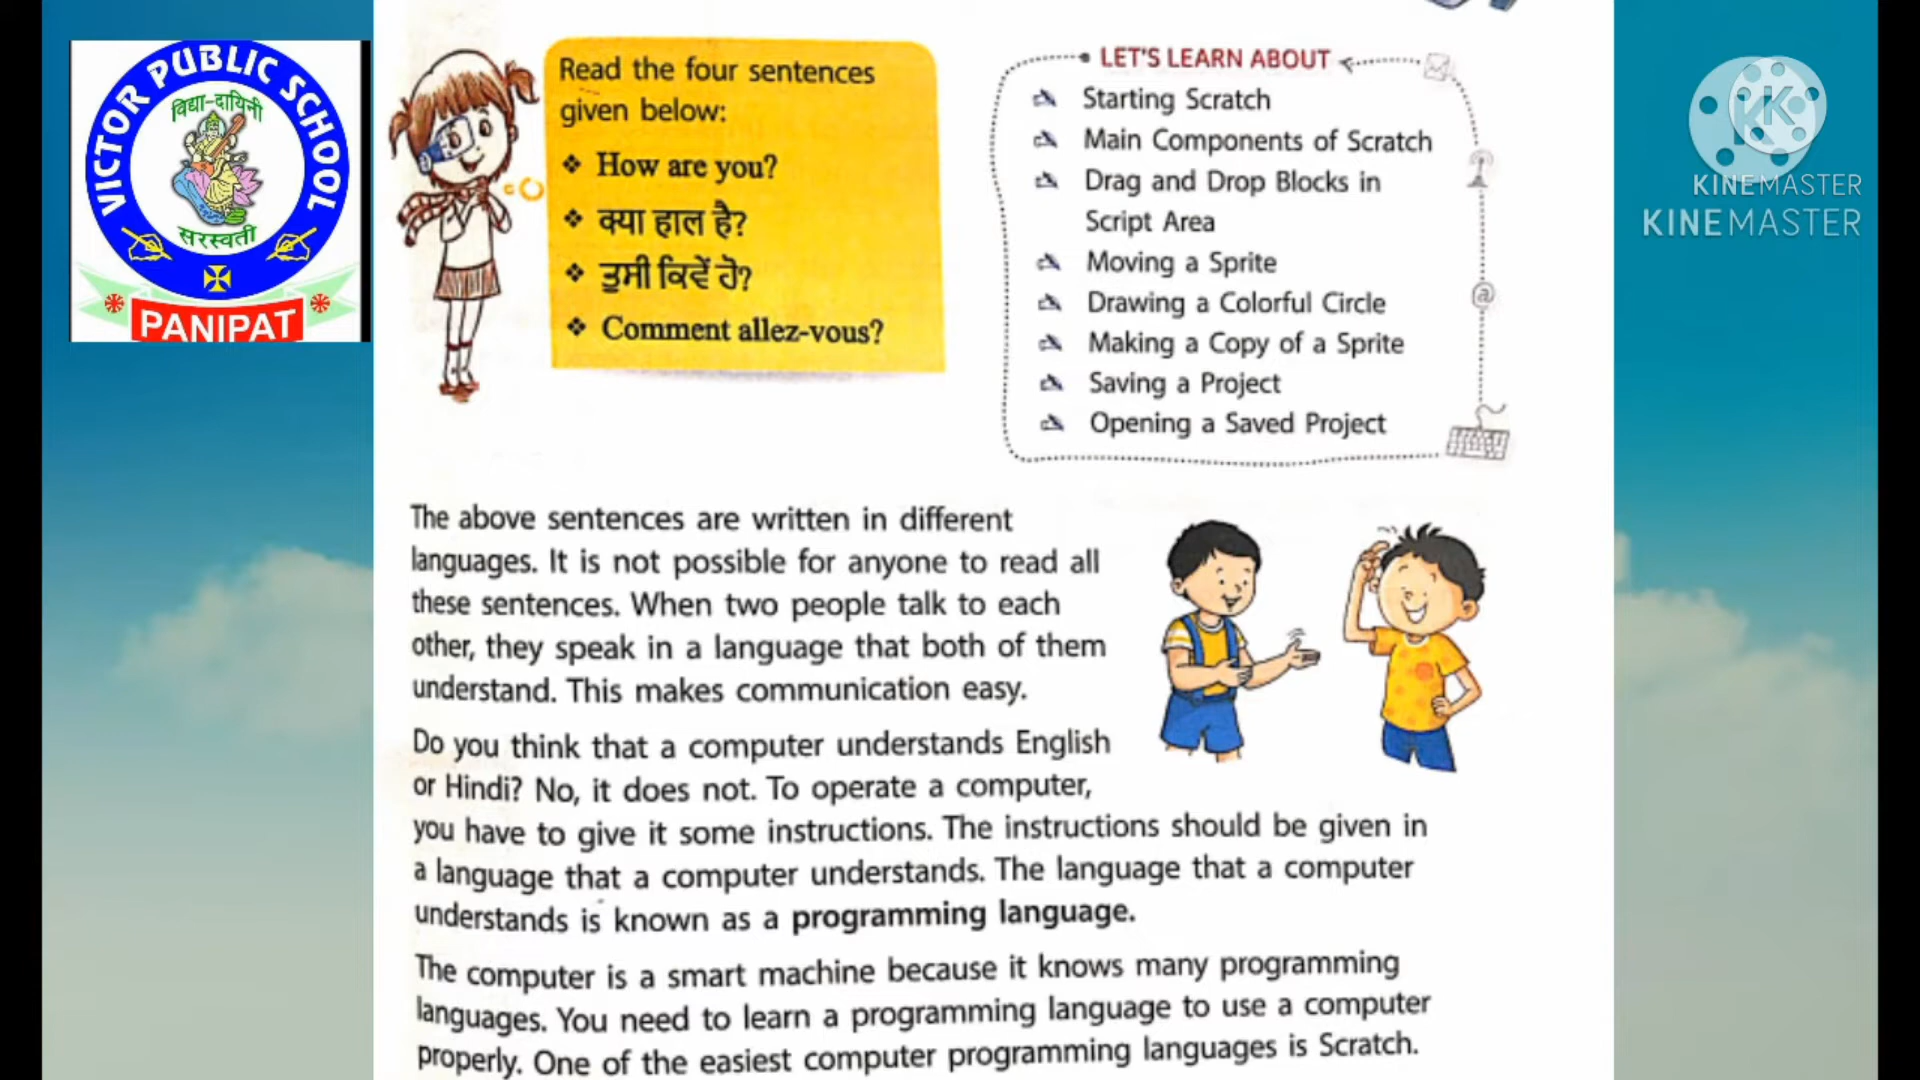 VICTOR PUBLIC SCHOOL
विद्या-दायिनी
सरस्वती
PANIPAT
Read the four sentences
given below:
How are you?
क्या हाल है?
ਤੁਸੀ ਕਿਵੇਂ ਹੋ?
Comment allez-vous?
LET'S LEARN ABOUT
Starting Scratch
Main Components of Scratch
Drag and Drop Blocks in
Script Area
Moving a Sprite
Drawing a Colorful Circle
Making a Copy of a Sprite
Saving a Project
Opening a Saved Project
@
K
K
KINEMASTER
KINEMASTER
The above sentences are written in different
languages. It is not possible for anyone to read all
these sentences. When two people talk to each
other, they speak in a language that both of them
understand. This makes communication easy.
Do you think that a computer understands English
or Hindi? No, it does not. To operate a computer,
you have to give it some instructions. The instructions should be given in
a language that a computer understands. The language that a computer
understands is known as a programming language.
The computer is a smart machine because it knows many programming
languages. You need to learn a programming language to use a computer
properly. One of the easiest computer programming languages is Scratch.